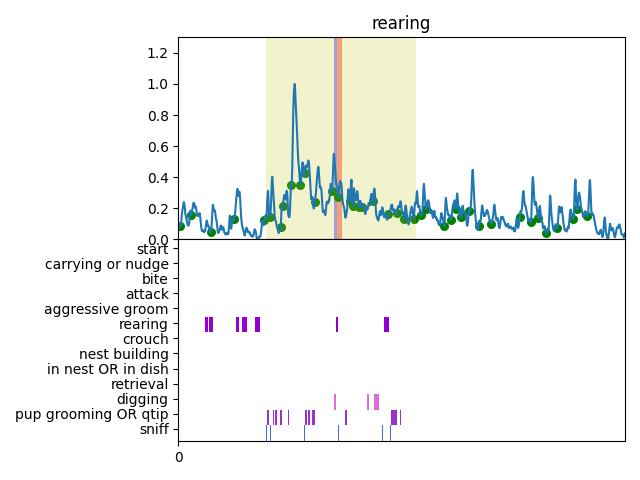 rearing
1.2
1.0
0.8
0.6
0.4
0.2
0.0
start
carrying or nudge
bite
attack
aggressive groom
rearing
crouch
nest building
in nest OR in dish
retrieval
digging
pup grooming OR qtip
sniff
0